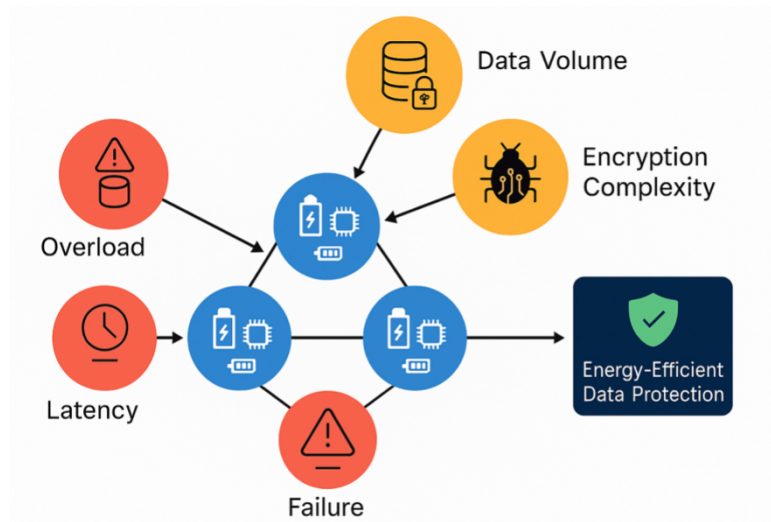 Data Volume
Encryption
Complexity
Overload
Latency
Energy-Efficient
Data Protection
Failure